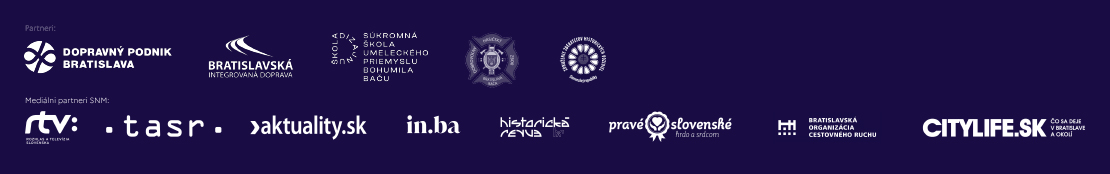 Partneri:
DOPRAVNÝ PODNIK
BRATISLAVA
BRATISLAVSKÁ
INTEGROVANÁ DOPRAVA
ŠKOLA
DIZAJNU
SÚKROMNÁ
ŠKOLA
UMELECKÉHO
PRIEMYSLU
BOHUMILA
BAČU
Mediálni partneri SNM:
rtv:
ROZHLAS A TELEVÍZIA
SLOVENSKA
.tasr.
aktuality.sk
in.ba
historická
revue
pravé slovenské
hrdo a srdcom
BRATISLAVSKÁ
ORGANIZÁCIA
CESTOVNÉHO RUCHU
CITYLIFE.SK
ČO SA DEJE
V BRATISLAVE
A OKOLÍ